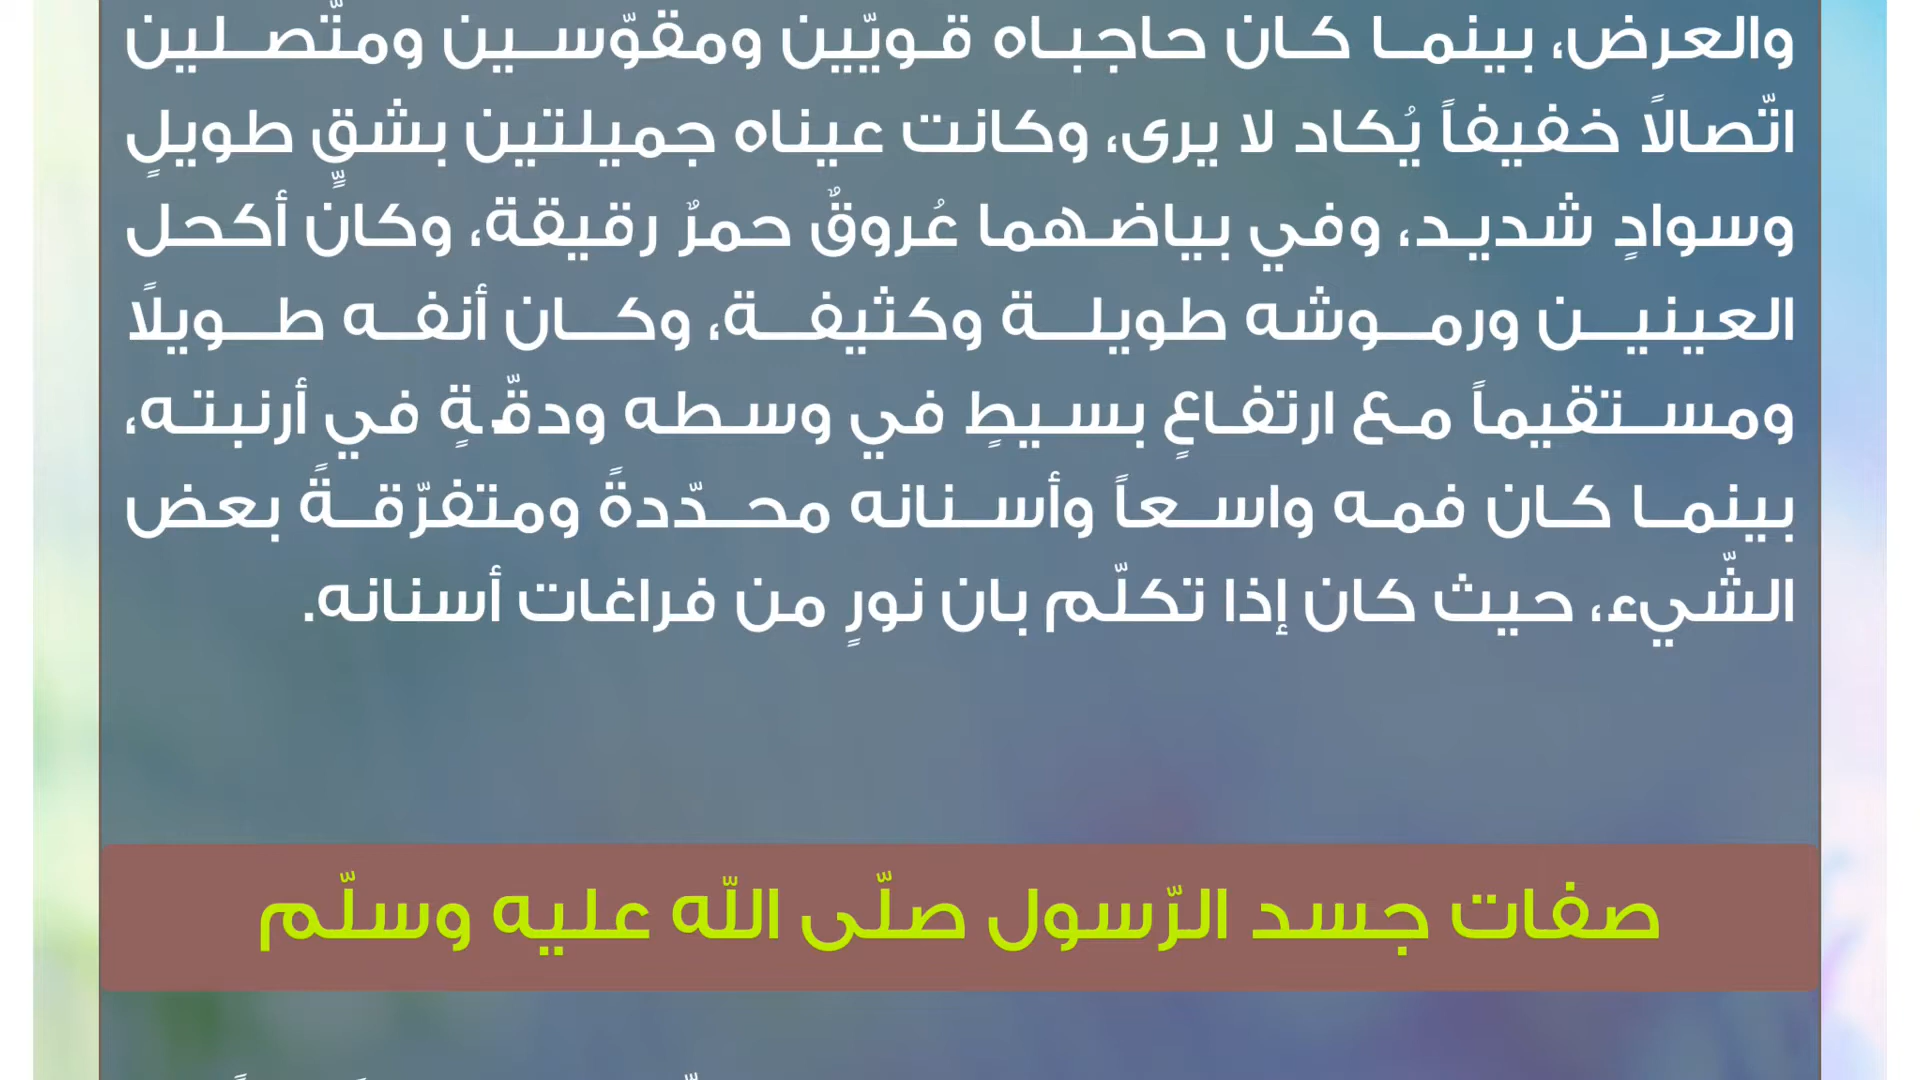 والعرض، بينما كان حاجباه قويّين ومقوّسين ومتّصلين
اتّصالاً خفيفاً يُكاد لا يرى، وكانت عيناه جميلتين بشقٍّ طويلٍ
وسوادٍ شديد، وفي بياضهما عُروقٌ حمرٌ رقيقة، وكان أكحل
العينين ورموشه طويلة وكثيفة، وكان أنفه طويلًا
ومستقيماً مع ارتفاعٍ بسيطٍ في وسطه ودقّةٍ في أرنبته،
بينما كان فمه واسعاً وأسنانه محدّدةً ومتفرّقةً بعض
الشّيء، حيث كان إذا تكلّم بان نورٍ من فراغات أسنانه.
صفات جسد الرّسول صلّى اللّه عليه وسلّم